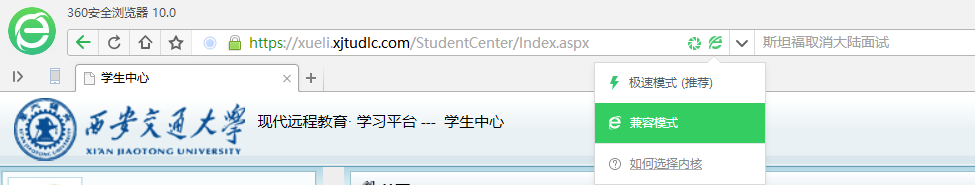 360安全浏览器 10.0
https://xueli.xjtudlc.com/StudentCenter/Index.aspx
斯坦福取消大陆面试
学生中心
极速模式 (推荐)
兼容模式
如何选择内核
西安交通大学
XI'AN JIAOTONG UNIVERSITY
现代远程教育· 学习平台 --- 学生中心